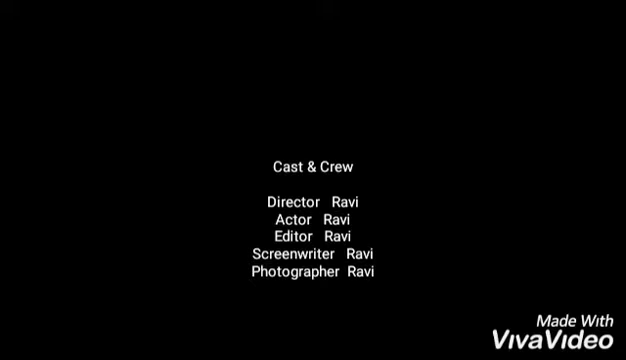 Cast & Crew
Director Ravi
Actor Ravi
Editor Ravi
Screenwriter Ravi
Photographer Ravi
Made With
VivaVideo